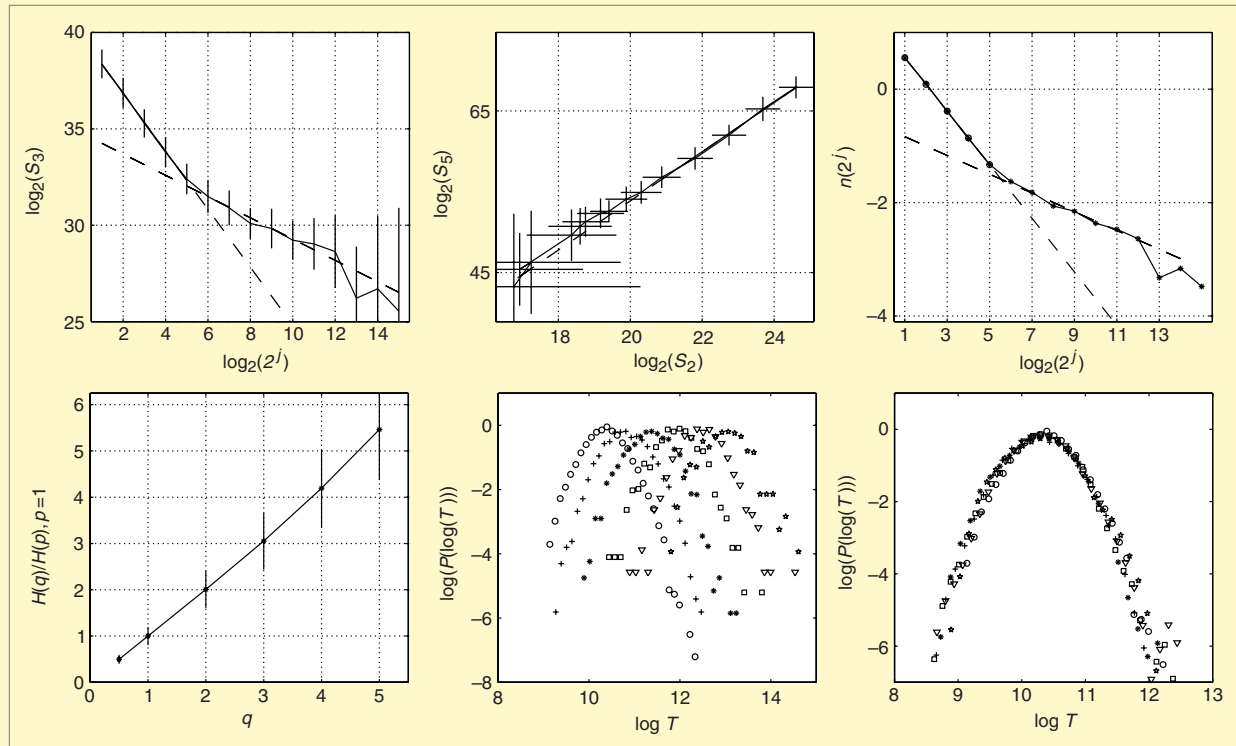 40
35
30
25
log₂(S₃)
2 4 6 8 10 12 14
log₂(2ʲ)
65
45
log₂(S₅)
18 20 22 24
log₂(S₂)
0
−2
−4
n(2ʲ)
1 3 5 7 9 11 13
log₂(2ʲ)
6
5
4
3
2
1
0
H(q)/H(p), p = 1
0 1 2 3 4 5
q
0
−2
−4
−6
−8
log(P(log(T)))
8 10 12 14
log T
0
−2
−4
−6
log(P(log(T)))
8 9 10 11 12 13
log T